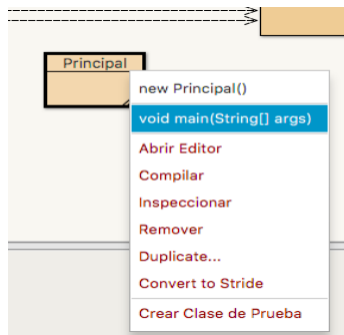 Principal
new Principal()
void main(String[] args)
Abrir Editor
Compilar
Inspeccionar
Remover
Duplicate...
Convert to Stride
Crear Clase de Prueba